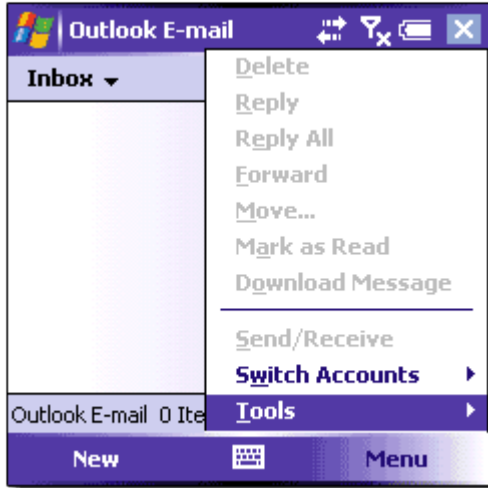 Outlook E-mail
Inbox
Delete
Reply
Reply All
Forward
Move...
Mark as Read
Download Message
Send/Receive
Switch Accounts
Tools
Outlook E-mail 0 Ite
New
Menu